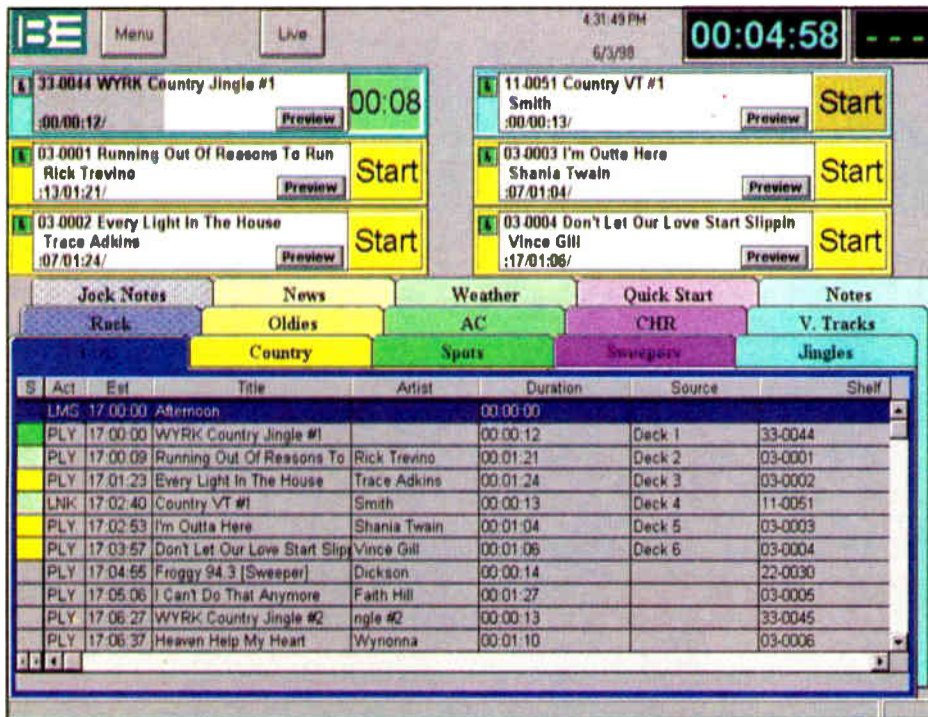 BE Menu Live 4:31:49 PM 00:04:58 - - -
6/3/98
33-0044 WYRK Country Jingle #1
:00/00:12/ Preview 00:08
11-0051 Country VT #1
Smith
:00/00:13/ Preview Start
03-0001 Running Out Of Reasons To Run
Rick Trevino
:13/01:21/ Preview Start
03-0003 I'm Outta Here
Shania Twain
:07/01:04/ Preview Start
03-0002 Every Light In The House
Trace Adkins
:07/01:24/ Preview Start
03-0004 Don't Let Our Love Start Slippin
Vince Gill
:17/01:06/ Preview Start
Jock Notes News Weather Quick Start Notes
Rack Oldies AC CHR V. Tracks
Country Spots Sweepers Jingles
S Act Est Title Artist Duration Source Shelf
LMS 17:00:00 Afternoon 00:00:00
PLY 17:00:00 WYRK Country Jingle #1 00:00:12 Deck 1 33-0044
PLY 17:00:09 Running Out Of Reasons To Rick Trevino 00:01:21 Deck 2 03-0001
PLY 17:01:23 Every Light In The House Trace Adkins 00:01:24 Deck 3 03-0002
LNK 17:02:40 Country VT #1 Smith 00:00:13 Deck 4 11-0051
PLY 17:02:53 I'm Outta Here Shania Twain 00:01:04 Deck 5 03-0003
PLY 17:03:57 Don't Let Our Love Start Slipp Vince Gill 00:01:06 Deck 6 03-0004
PLY 17:04:55 Froggy 94.3 [Sweeper] Dickson 00:00:14 22-0030
PLY 17:05:06 I Can't Do That Anymore Faith Hill 00:01:27 03-0005
PLY 17:06:27 WYRK Country Jingle #2 ngle #2 00:00:13 33-0045
PLY 17:06:37 Heaven Help My Heart Wynonna 00:01:10 03-0006